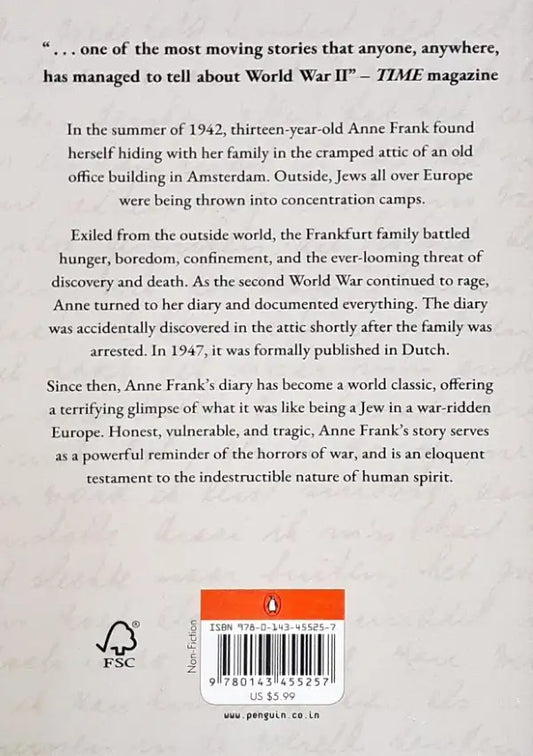 “ . . . one of the most moving stories that anyone, anywhere,
has managed to tell about World War II” – TIME magazine
In the summer of 1942, thirteen-year-old Anne Frank found
herself hiding with her family in the cramped attic of an old
office building in Amsterdam. Outside, Jews all over Europe
were being thrown into concentration camps.
Exiled from the outside world, the Frankfurt family battled
hunger, boredom, confinement, and the ever-looming threat of
discovery and death. As the second World War continued to rage,
Anne turned to her diary and documented everything. The diary
was accidentally discovered in the attic shortly after the family was
arrested. In 1947, it was formally published in Dutch.
Since then, Anne Frank’s diary has become a world classic, offering
a terrifying glimpse of what it was like being a Jew in a war-ridden
Europe. Honest, vulnerable, and tragic, Anne Frank’s story serves
as a powerful reminder of the horrors of war, and is an eloquent
testament to the indestructible nature of human spirit.
®
FSC
Non-Fiction
ISBN 978-0-143-45525-7
9 780143 455257
US $5.99
www.penguin.co.in